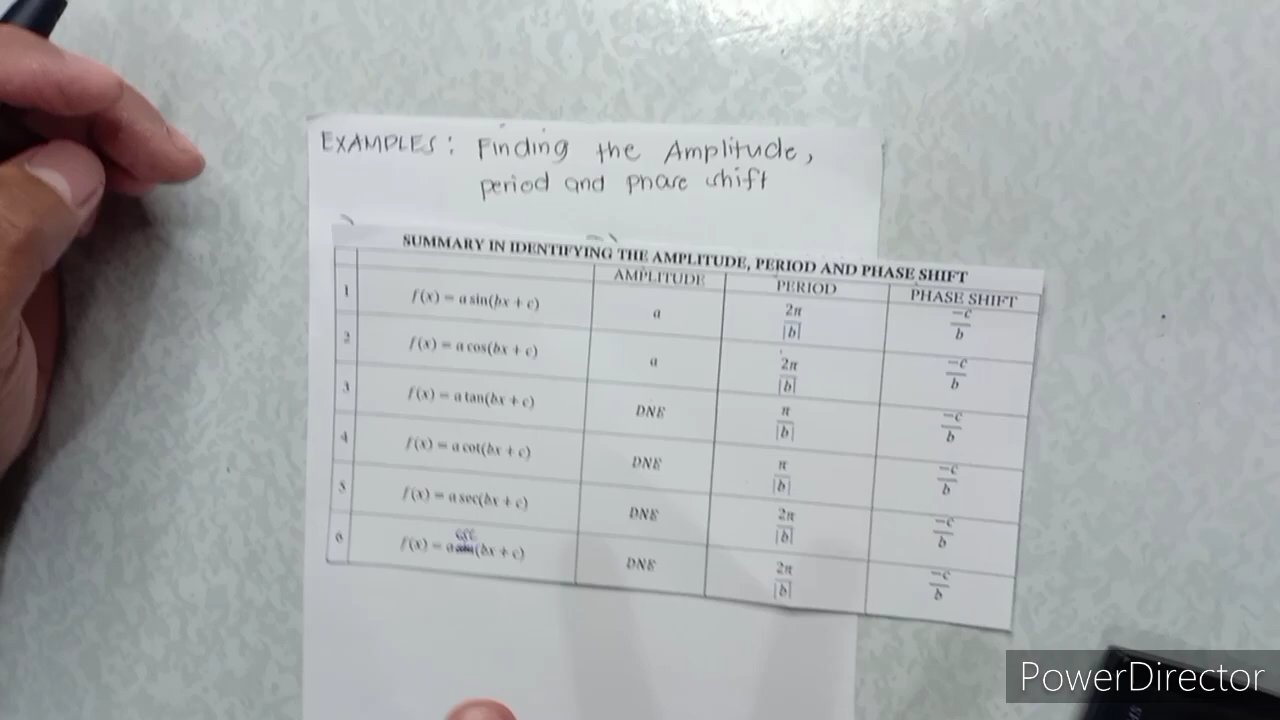 EXAMPLES: Finding the Amplitude,
period and phase shift
SUMMARY IN IDENTIFYING THE AMPLITUDE, PERIOD AND PHASE SHIFT
AMPLITUDE PERIOD PHASE SHIFT
1 f(x) = a sin(bx + c) a 2π/|b| −c/b
2 f(x) = a cos(bx + c) a 2π/|b| −c/b
3 f(x) = a tan(bx + c) DNE π/|b| −c/b
4 f(x) = a cot(bx + c) DNE π/|b| −c/b
5 f(x) = a sec(bx + c) DNE 2π/|b| −c/b
6 f(x) = a csc(bx + c) DNE 2π/|b| −c/b
PowerDirector